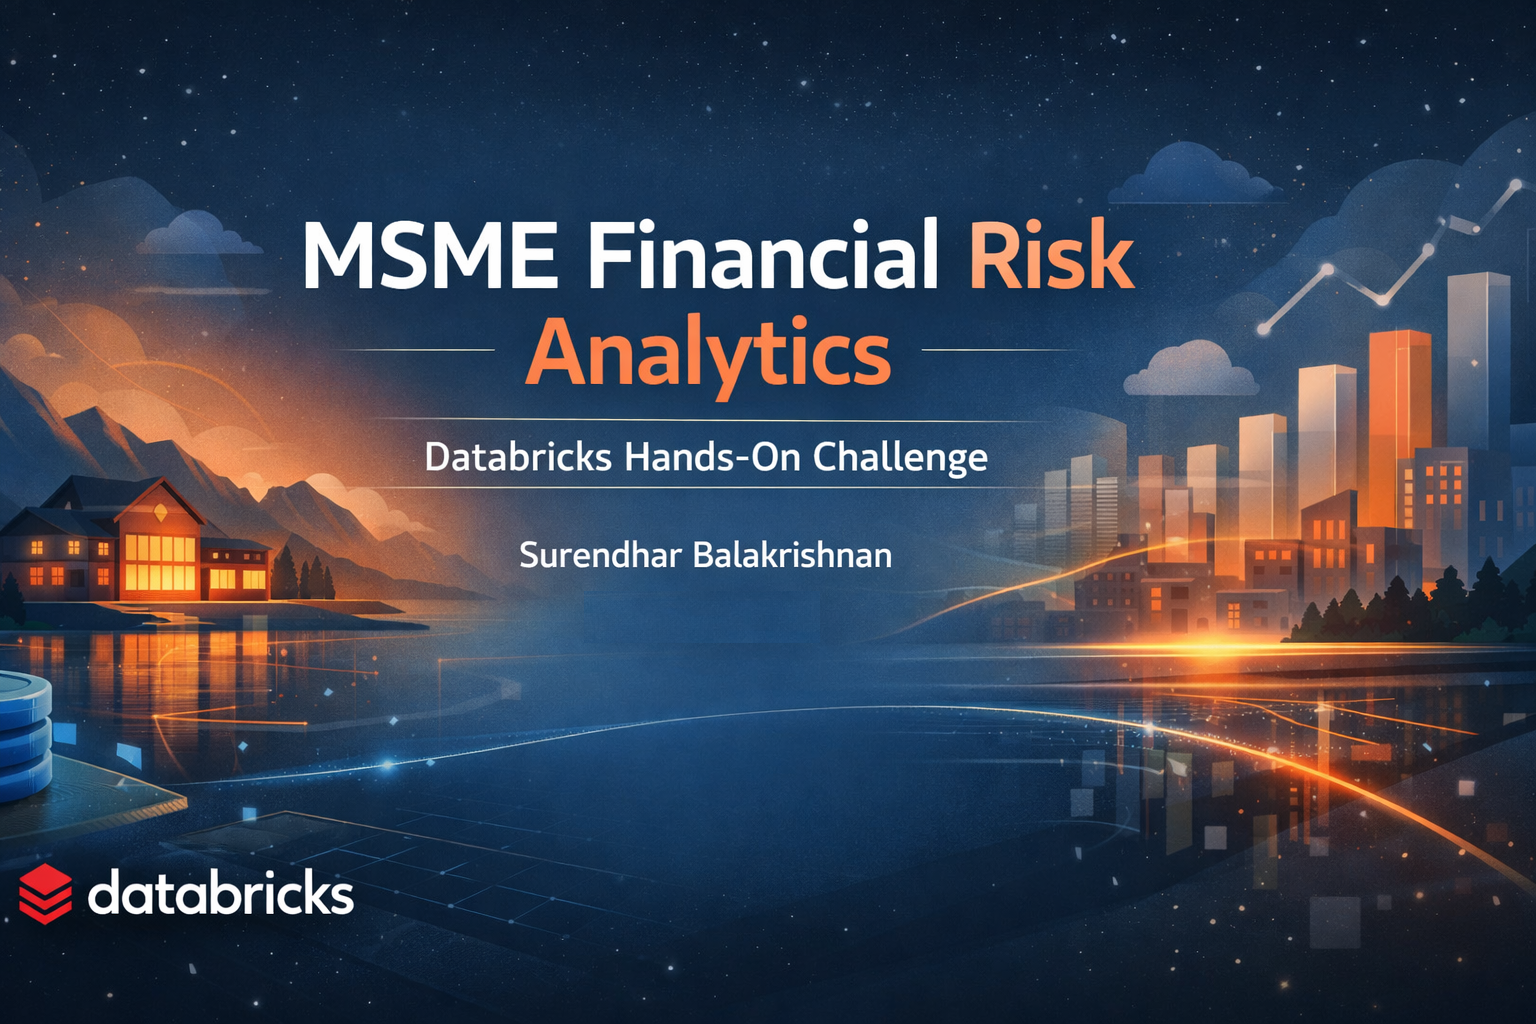 MSME Financial Risk
Analytics
Databricks Hands-On Challenge
Surendhar Balakrishnan
databricks